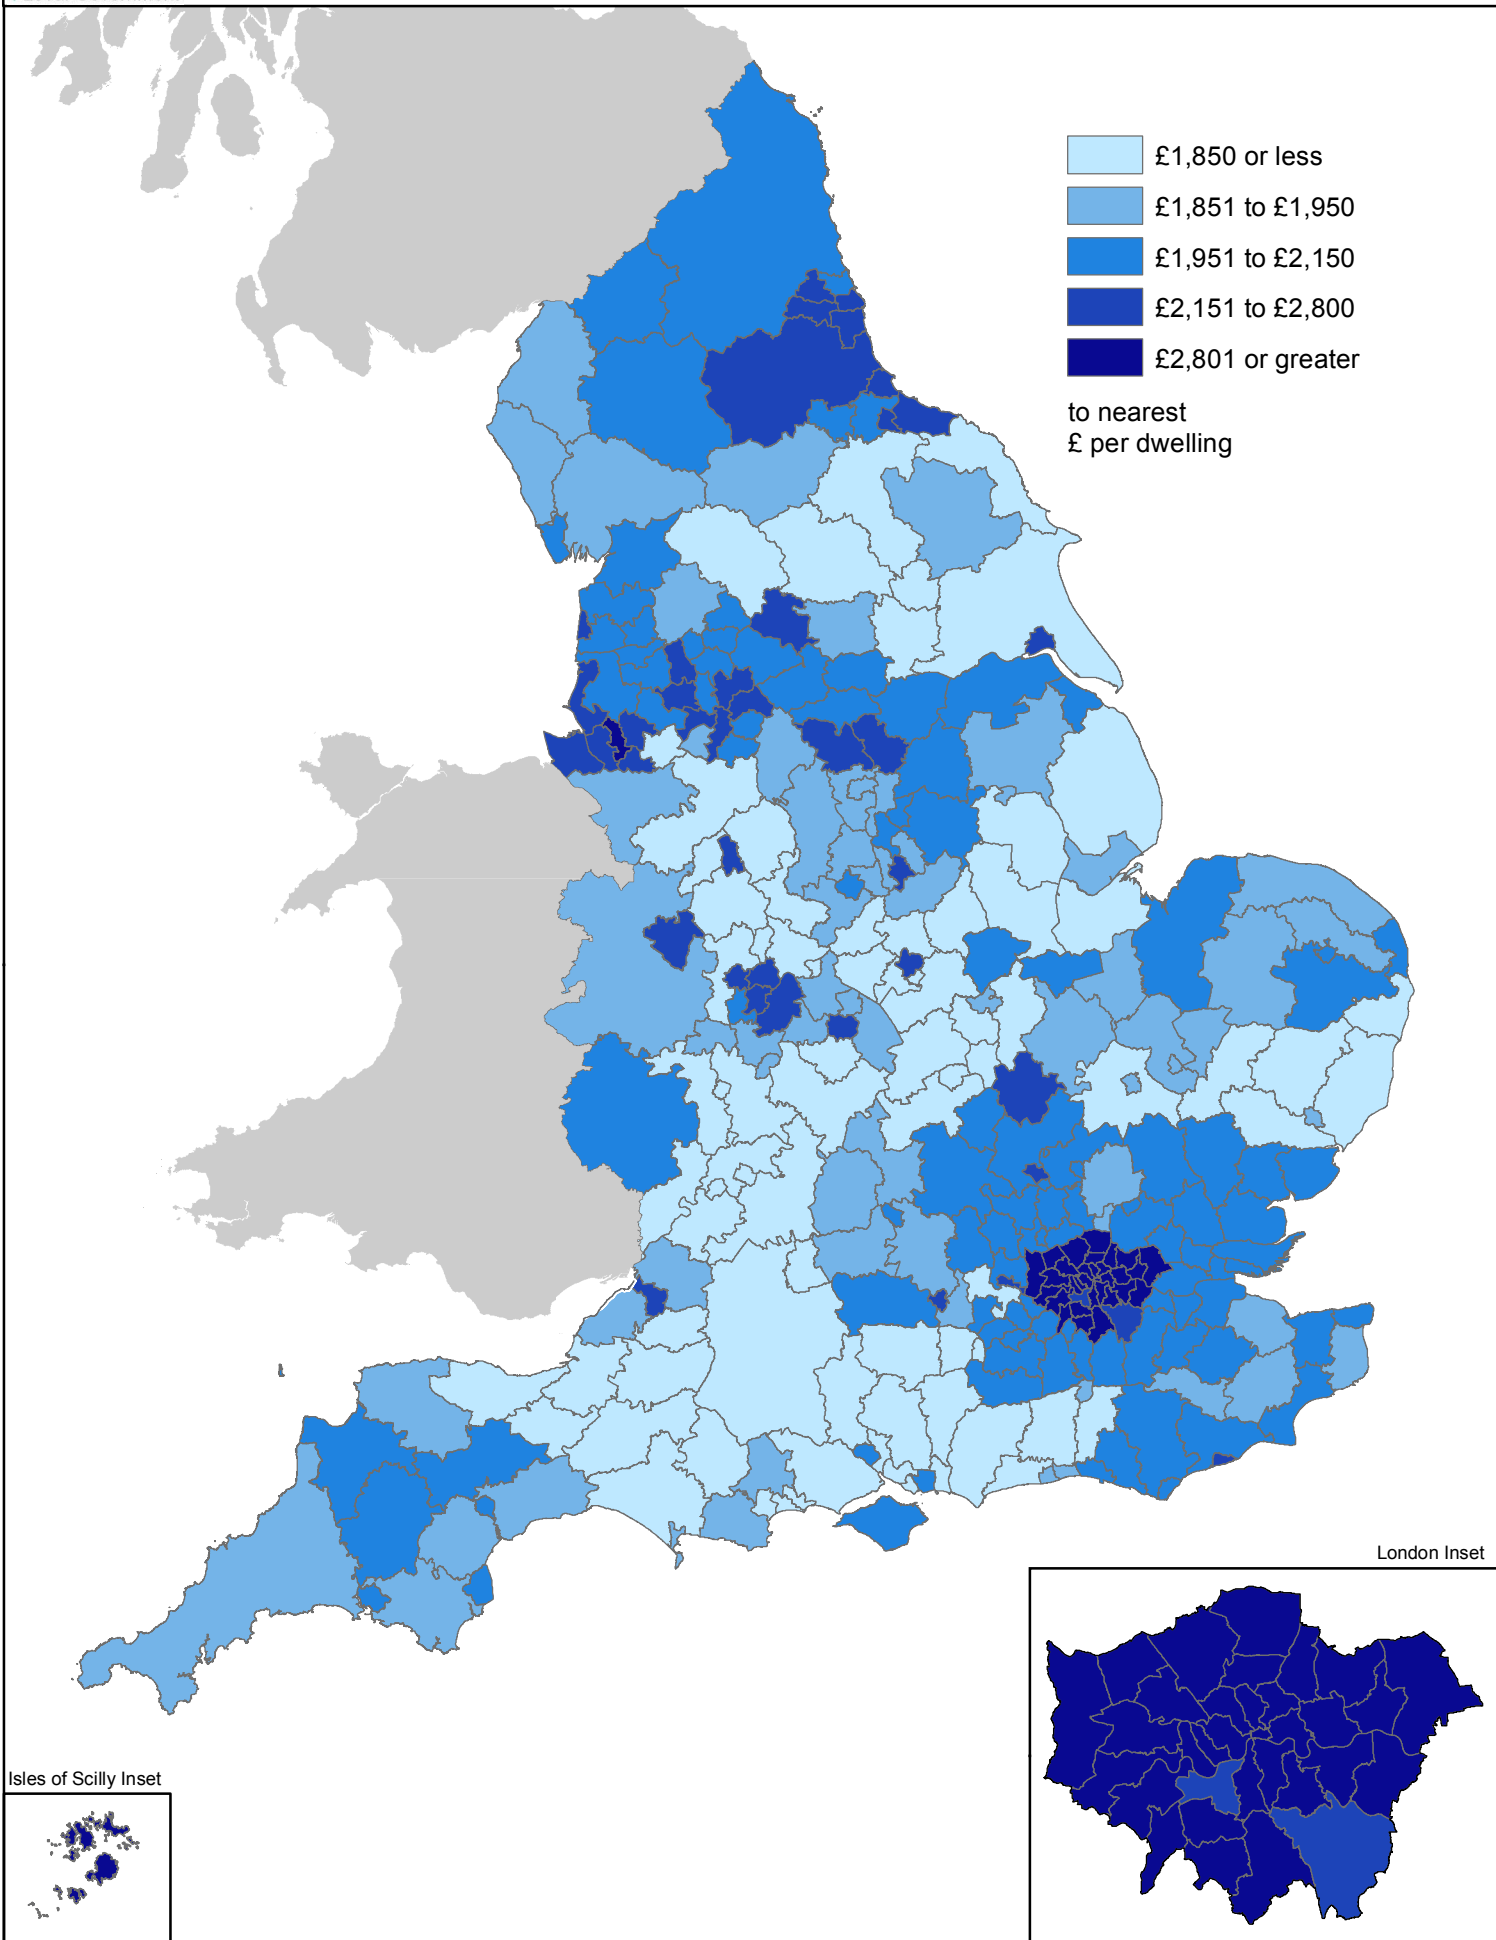 £1,850 or less
£1,851 to £1,950
£1,951 to £2,150
£2,151 to £2,800
£2,801 or greater
to nearest
£ per dwelling
London Inset
Isles of Scilly Inset